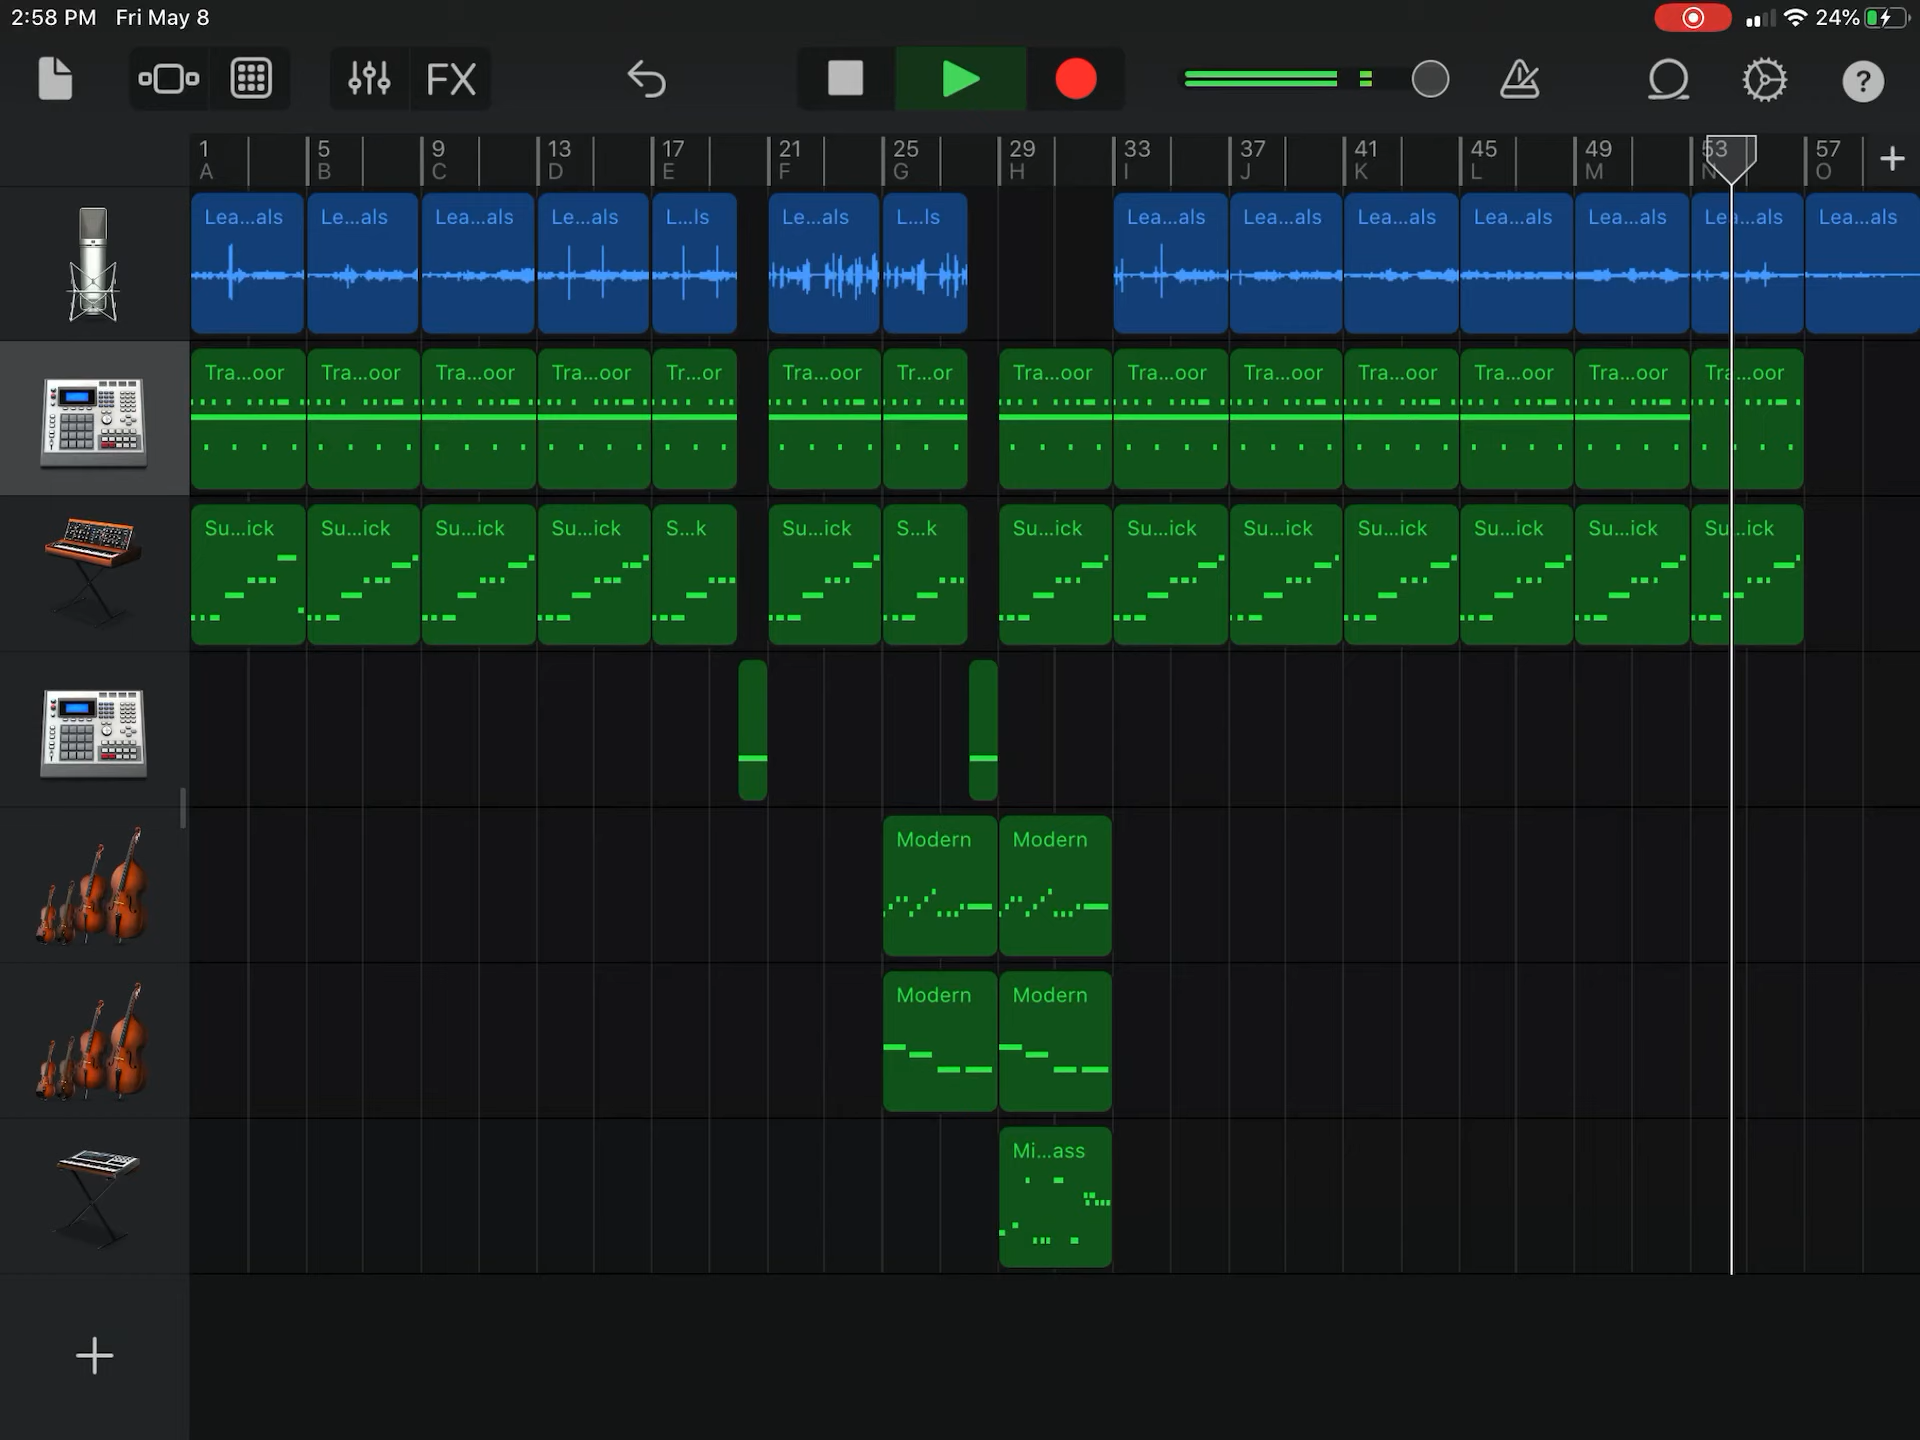 2:58 PM Fri May 8 24%
FX ?
1 5 9 13 17 21 25 29 33 37 41 45 49 53 57
A B C D E F G H I J K L M N O
Lea...als Le...als Lea...als Le...als L...ls Le...als L...ls Lea...als Lea...als Lea...als Lea...als Lea...als Lea...als Lea...als
Tra...oor Tra...oor Tra...oor Tra...oor Tr...or Tra...oor Tr...or Tra...oor Tra...oor Tra...oor Tra...oor Tra...oor Tra...oor Tra...oor
Su...ick Su...ick Su...ick Su...ick S...k Su...ick S...k Su...ick Su...ick Su...ick Su...ick Su...ick Su...ick Su...ick
Modern Modern
Modern Modern
Mi...ass